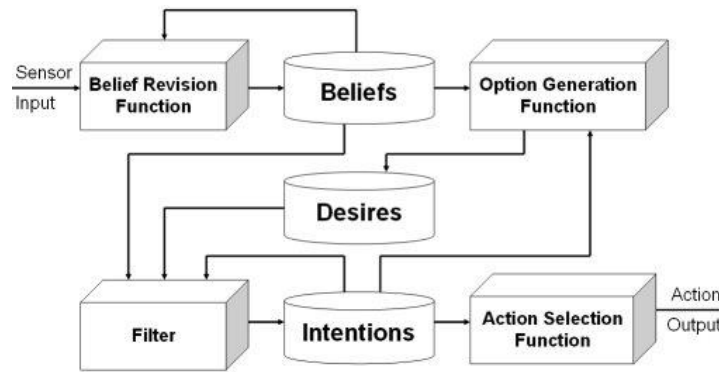 Sensor
Input
Belief Revision
Function
Beliefs
Option Generation
Function
Desires
Filter
Intentions
Action Selection
Function
Action
Output